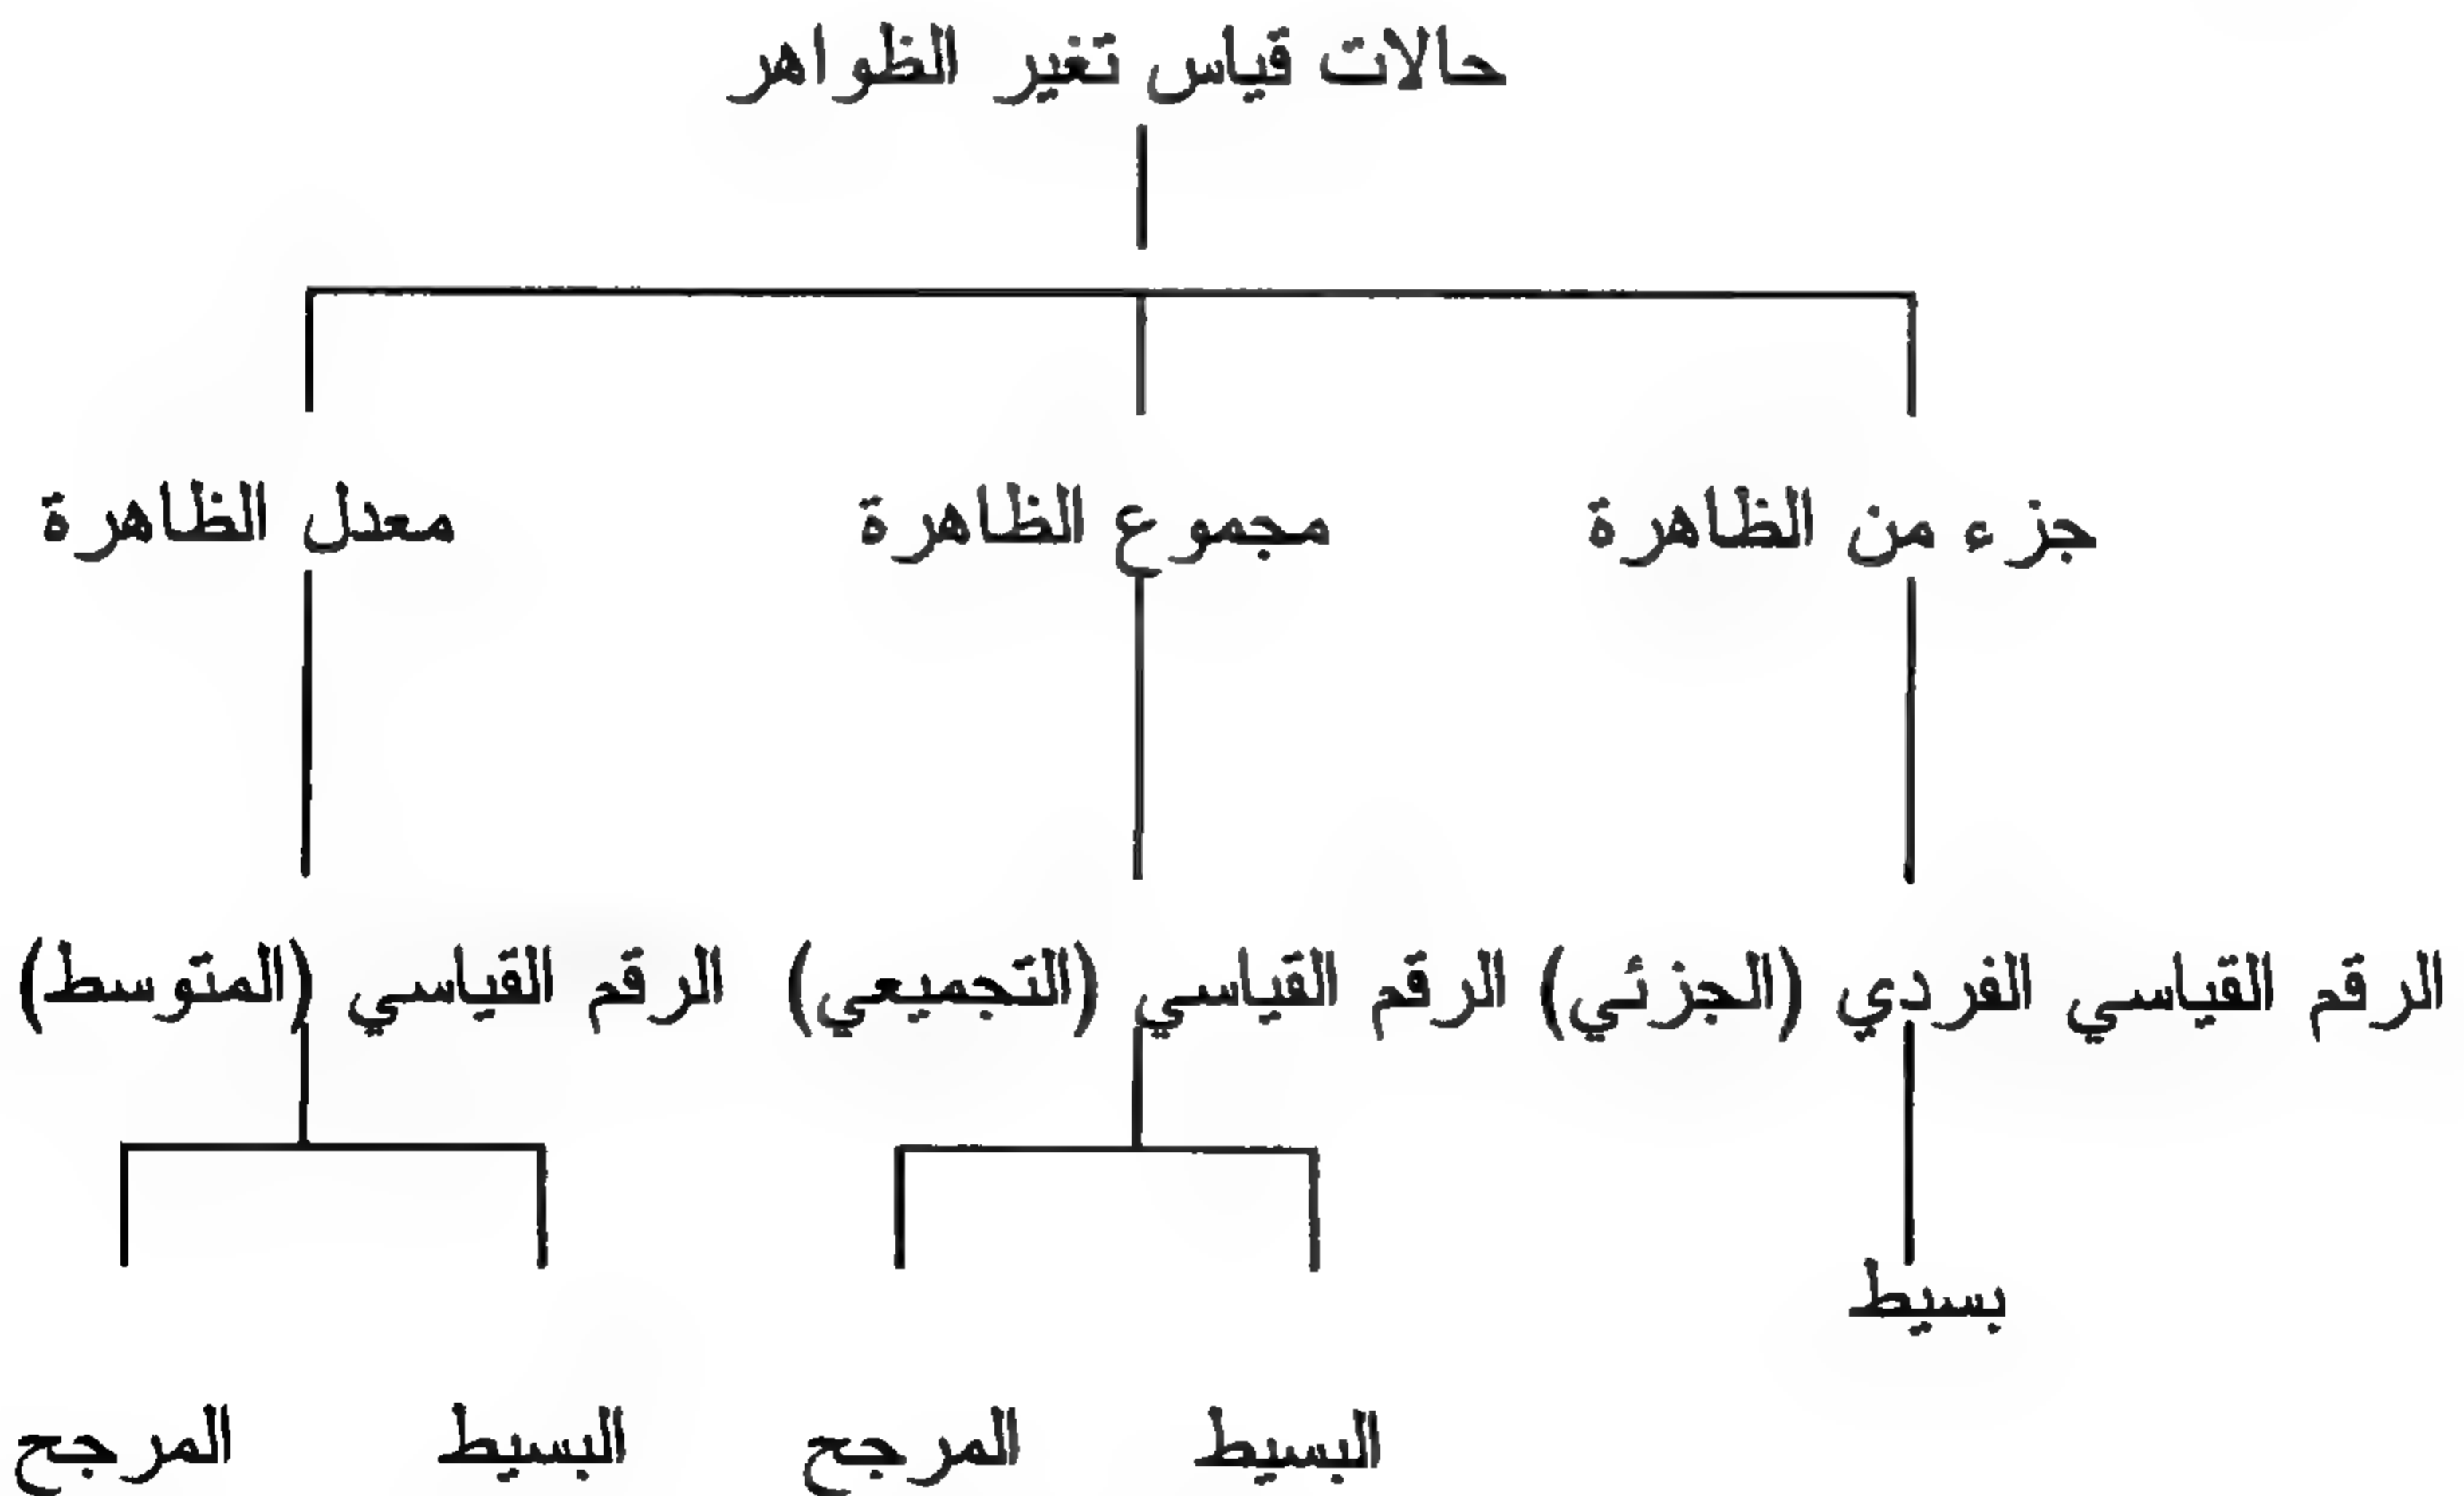 حالات قياس تغير الظواهر
جزء من الظاهرة مجموع الظاهرة معدل الظاهرة
الرقم القياسي الفردي (الجزئي) الرقم القياسي (التجميعي) الرقم القياسي (المتوسط)
بسيط
البسيط المرجح البسيط المرجح